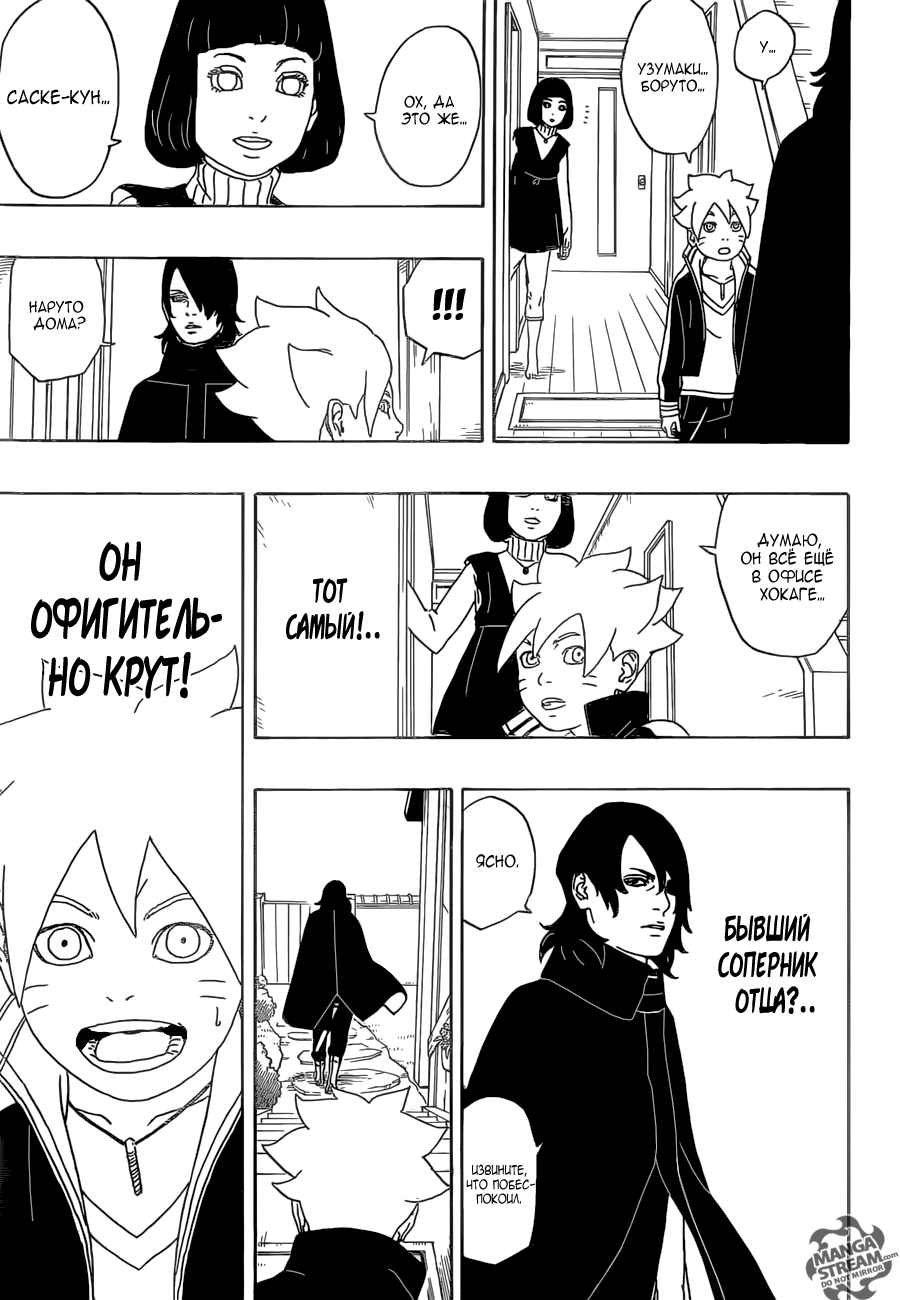 У...
УЗУМАКИ...
БОРУТО...
ОХ, ДА
ЭТО ЖЕ...
САСКЕ-КУН...
!!!
НАРУТО
ДОМА?
ДУМАЮ,
ОН ВСЁ ЕЩЁ
В ОФИСЕ
ХОКАГЕ...
ТОТ
САМЫЙ!..
БЫВШИЙ
СОПЕРНИК
ОТЦА?..
ЯСНО.
ИЗВИНИТЕ,
ЧТО ПОБЕС-
ПОКОИЛ.
ОН
ОФИГИТЕЛЬ-
НО КРУТ!
MANGA
STREAM.com
DO NOT MIRROR